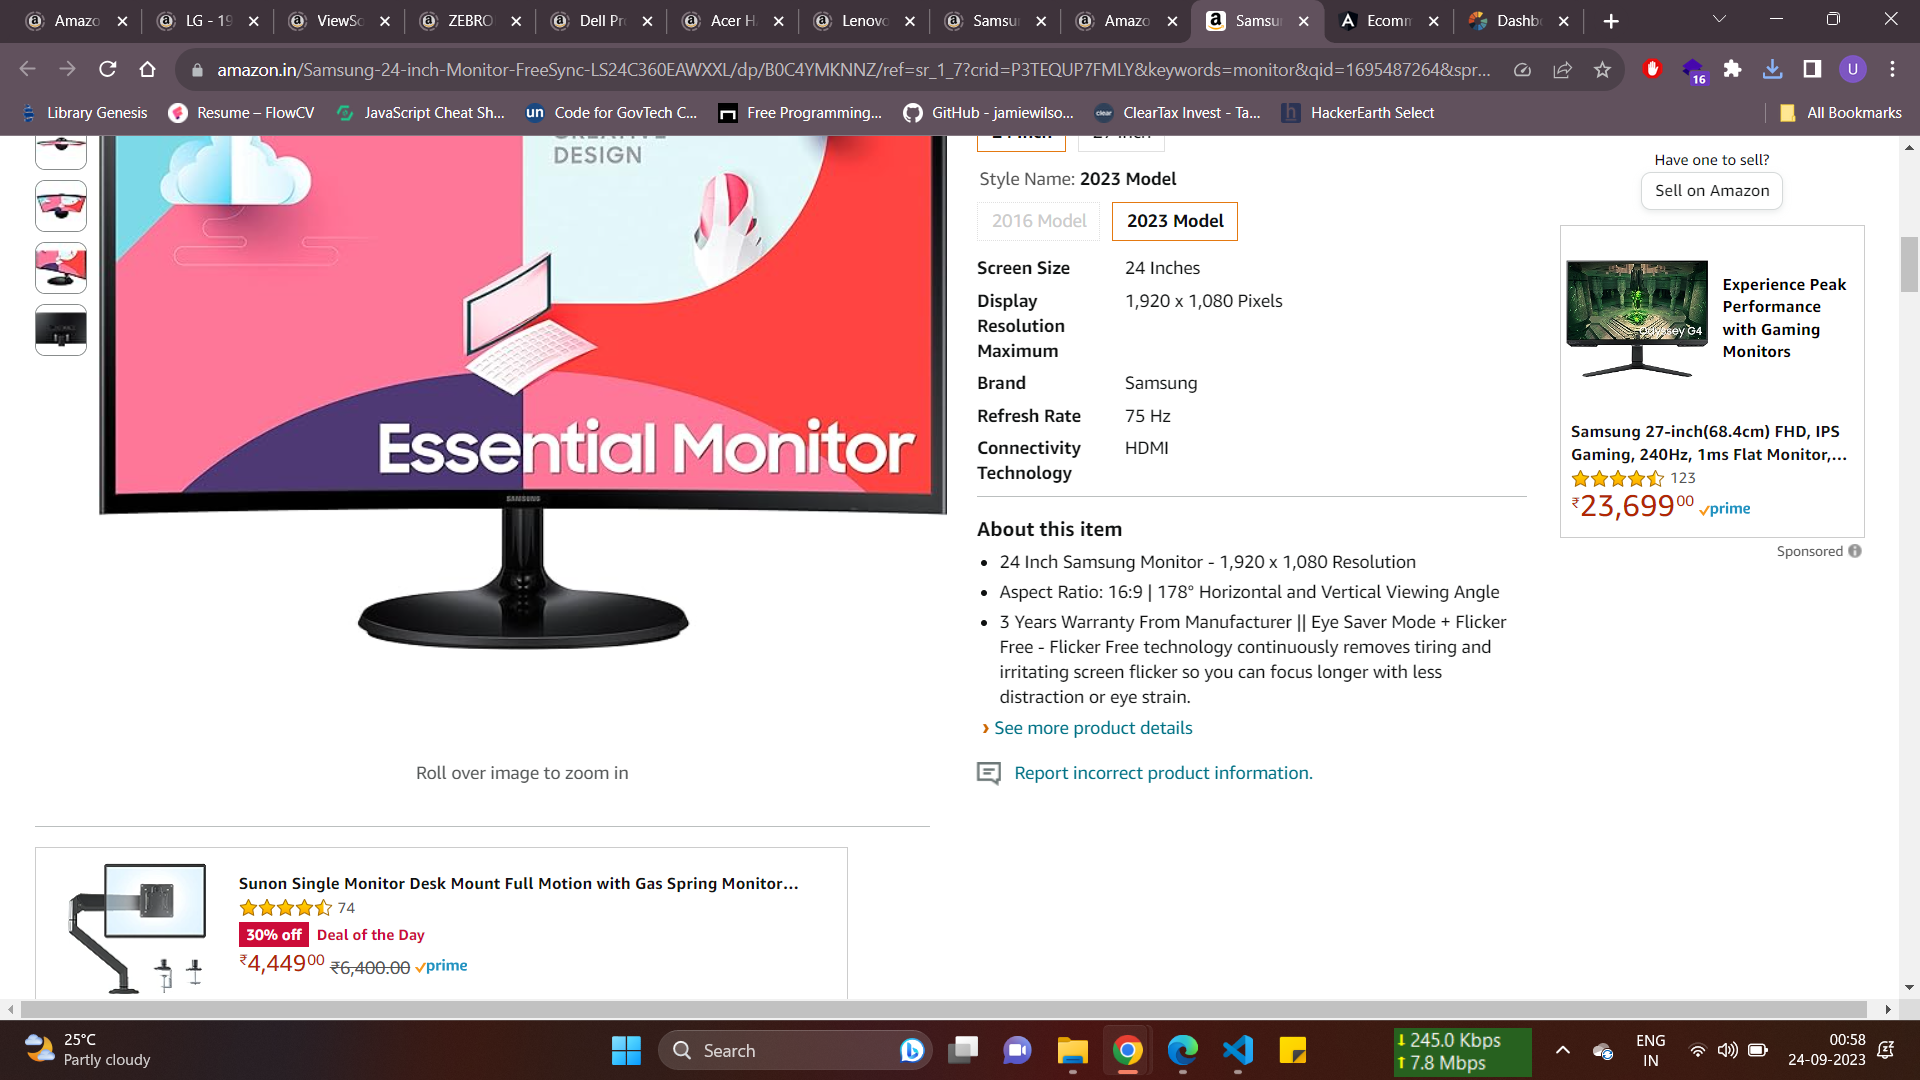 Amazo
LG - 19
ViewSo
ZEBRO
Dell Pr
Acer H
Lenovo
Samsu
Amazo
Samsu
Ecomm
Dashbo
amazon.in/Samsung-24-inch-Monitor-FreeSync-LS24C360EAWXXL/dp/B0C4YMKNNZ/ref=sr_1_7?crid=P3TEQUP7FMLY&keywords=monitor&qid=1695487264&spr...
16
U
Library Genesis
Resume – FlowCV
JavaScript Cheat Sh...
un
Code for GovTech C...
Free Programming...
GitHub - jamiewilso...
clear
ClearTax Invest - Ta...
h
HackerEarth Select
All Bookmarks
CREATIVE
DESIGN
Essential Monitor
SAMSUNG
Roll over image to zoom in
24 Inch
27 Inch
Style Name: 2023 Model
2016 Model
2023 Model
Screen Size 24 Inches
Display 1,920 x 1,080 Pixels
Resolution
Maximum
Brand Samsung
Refresh Rate 75 Hz
Connectivity HDMI
Technology
About this item
• 24 Inch Samsung Monitor - 1,920 x 1,080 Resolution
• Aspect Ratio: 16:9 | 178° Horizontal and Vertical Viewing Angle
• 3 Years Warranty From Manufacturer || Eye Saver Mode + Flicker
Free - Flicker Free technology continuously removes tiring and
irritating screen flicker so you can focus longer with less
distraction or eye strain.
› See more product details
Report incorrect product information.
Have one to sell?
Sell on Amazon
Odyssey G4
Experience Peak
Performance
with Gaming
Monitors
Samsung 27-inch(68.4cm) FHD, IPS
Gaming, 240Hz, 1ms Flat Monitor,...
123
₹23,69900 prime
Sponsored
Sunon Single Monitor Desk Mount Full Motion with Gas Spring Monitor...
74
30% off Deal of the Day
₹4,44900 ₹6,400.00 prime
25°C
Partly cloudy
Search
245.0 Kbps
7.8 Mbps
ENG
IN
00:58
24-09-2023